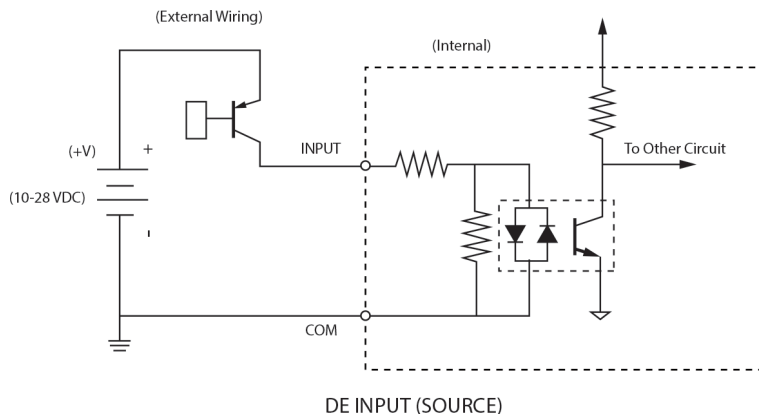 (External Wiring)
(Internal)
(+V)
+
INPUT
To Other Circuit
(10-28 VDC)
-
COM
DE INPUT (SOURCE)